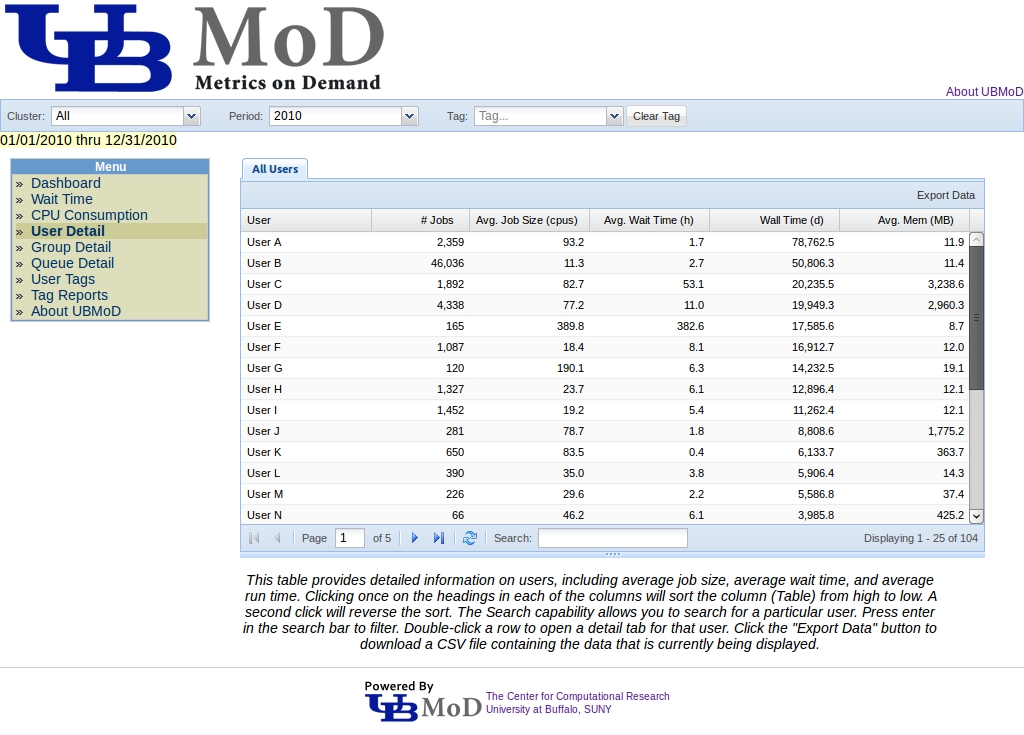 UB MoD
Metrics on Demand
About UBMoD
Cluster: All Period: 2010 Tag: Tag... Clear Tag
01/01/2010 thru 12/31/2010
Menu
» Dashboard
» Wait Time
» CPU Consumption
» User Detail
» Group Detail
» Queue Detail
» User Tags
» Tag Reports
» About UBMoD
All Users
Export Data
User # Jobs Avg. Job Size (cpus) Avg. Wait Time (h) Wall Time (d) Avg. Mem (MB)
User A 2,359 93.2 1.7 78,762.5 11.9
User B 46,036 11.3 2.7 50,806.3 11.4
User C 1,892 82.7 53.1 20,235.5 3,238.6
User D 4,338 77.2 11.0 19,949.3 2,960.3
User E 165 389.8 382.6 17,585.6 8.7
User F 1,087 18.4 8.1 16,912.7 12.0
User G 120 190.1 6.3 14,232.5 19.1
User H 1,327 23.7 6.1 12,896.4 12.1
User I 1,452 19.2 5.4 11,262.4 12.1
User J 281 78.7 1.8 8,808.6 1,775.2
User K 650 83.5 0.4 6,133.7 363.7
User L 390 35.0 3.8 5,906.4 14.3
User M 226 29.6 2.2 5,586.8 37.4
User N 66 46.2 6.1 3,985.8 425.2
Page 1 of 5 Search: Displaying 1 - 25 of 104
This table provides detailed information on users, including average job size, average wait time, and average
run time. Clicking once on the headings in each of the columns will sort the column (Table) from high to low. A
second click will reverse the sort. The Search capability allows you to search for a particular user. Press enter
in the search bar to filter. Double-click a row to open a detail tab for that user. Click the "Export Data" button to
download a CSV file containing the data that is currently being displayed.
Powered By
UB MoD
The Center for Computational Research
University at Buffalo, SUNY